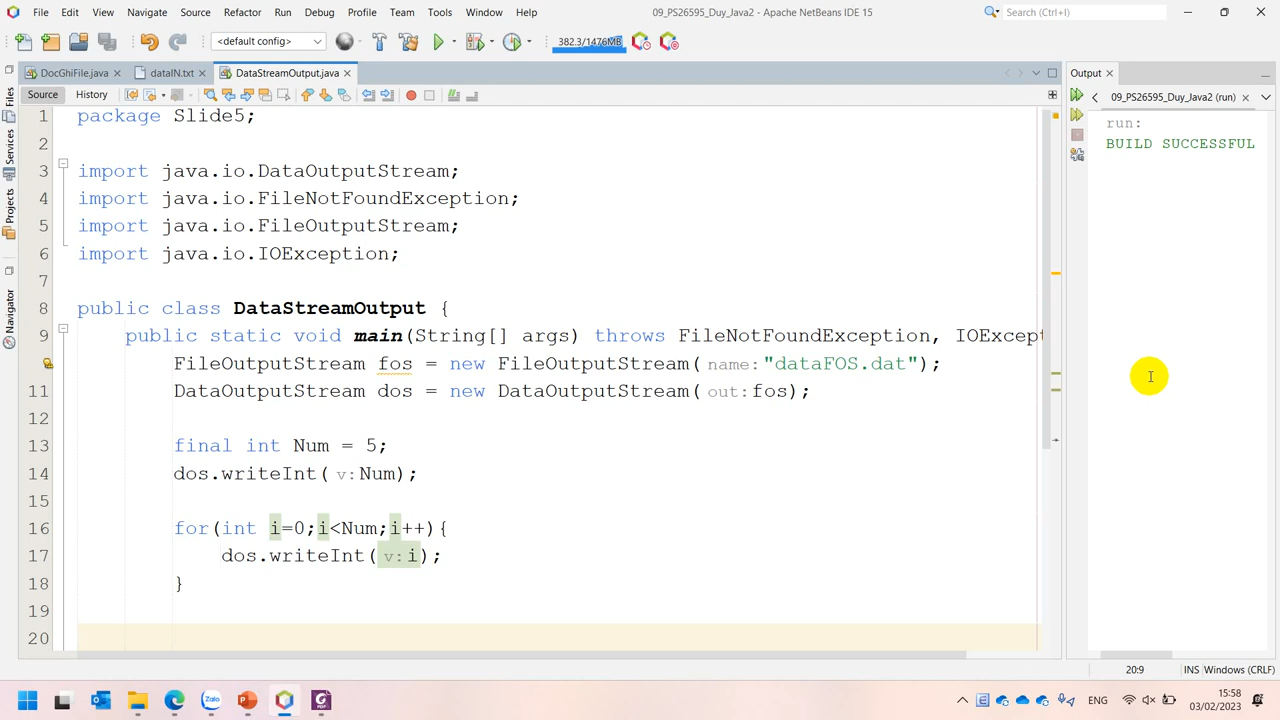 File Edit View Navigate Source Refactor Run Debug Profile Team Tools Window Help
09_PS26595_Duy_Java2 - Apache NetBeans IDE 15
Search (Ctrl+I)
<default config>
382.3/1476MB
DocGhiFile.java
dataIN.txt
DataStreamOutput.java
Output
Source
History
09_PS26595_Duy_Java2 (run)
1 package Slide5;
2
3 import java.io.DataOutputStream;
4 import java.io.FileNotFoundException;
5 import java.io.FileOutputStream;
6 import java.io.IOException;
7
8 public class DataStreamOutput {
9 public static void main(String[] args) throws FileNotFoundException, IOExcept
FileOutputStream fos = new FileOutputStream( name: "dataFOS.dat");
11 DataOutputStream dos = new DataOutputStream( out: fos);
12
13 final int Num = 5;
14 dos.writeInt( v: Num);
15
16 for(int i=0;i<Num;i++){
17 dos.writeInt( v: i);
18 }
19
20
run:
BUILD SUCCESSFUL
Files
Services
Projects
Navigator
20:9
INS
Windows (CRLF)
Zalo
PDF
ENG
15:58
03/02/2023